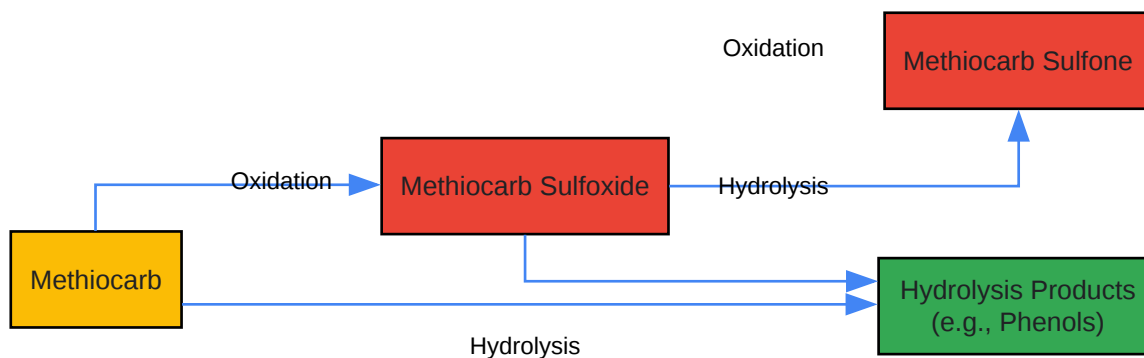 Oxidation
Methiocarb Sulfone
Oxidation
Methiocarb Sulfoxide
Hydrolysis
Methiocarb
Hydrolysis Products
(e.g., Phenols)
Hydrolysis